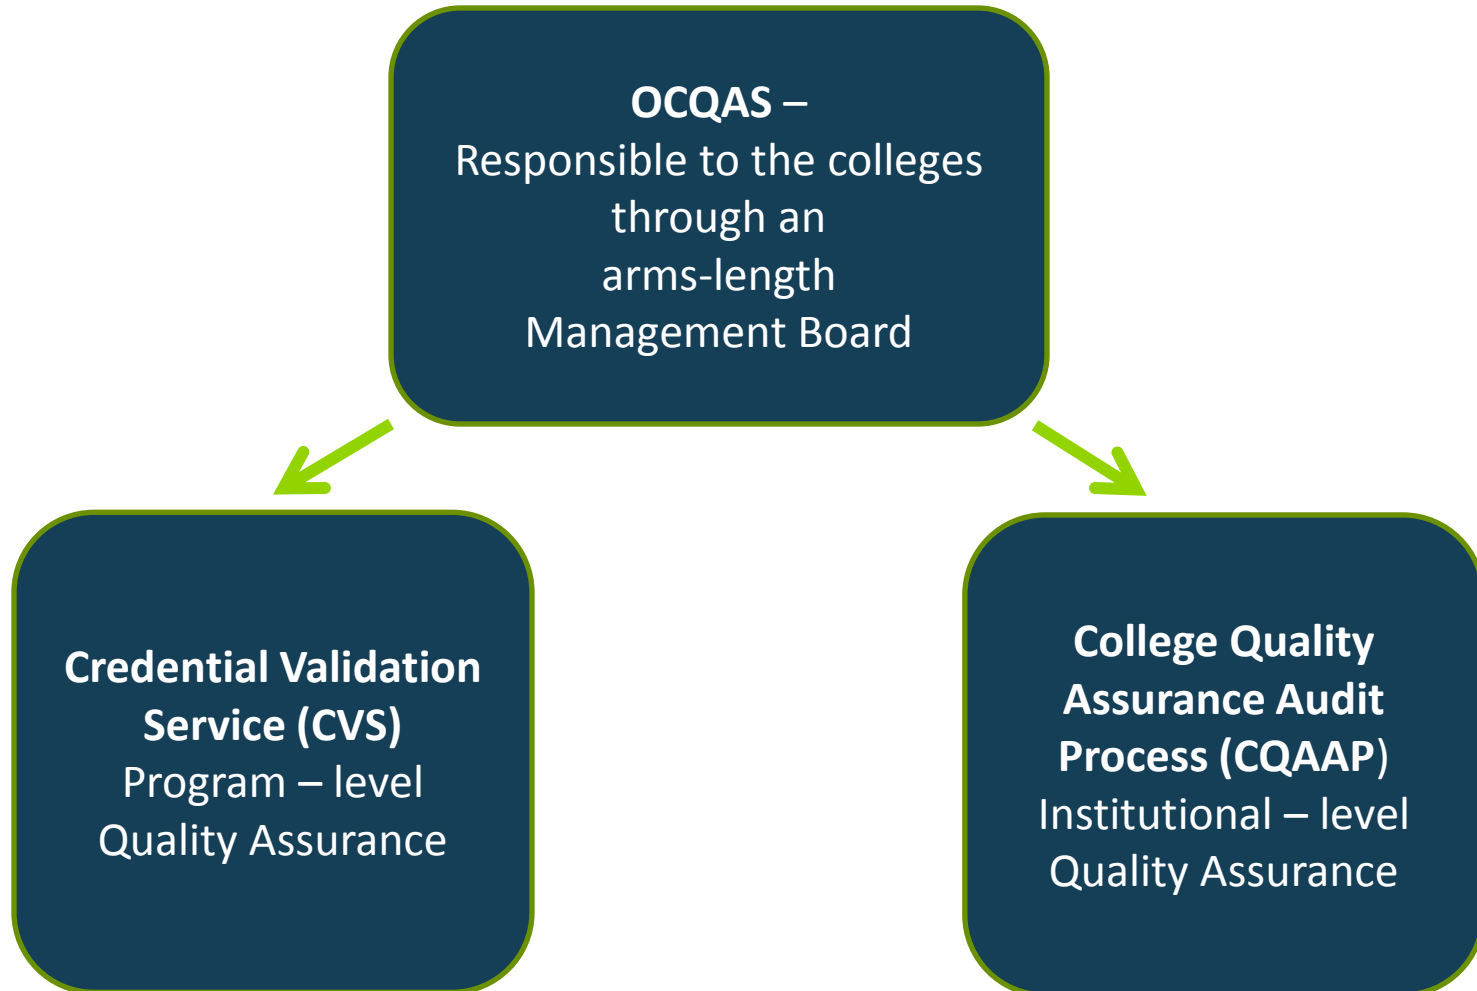 OCQAS –
Responsible to the colleges
through an
arms-length
Management Board
Credential Validation
Service (CVS)
Program – level
Quality Assurance
College Quality
Assurance Audit
Process (CQAAP)
Institutional – level
Quality Assurance